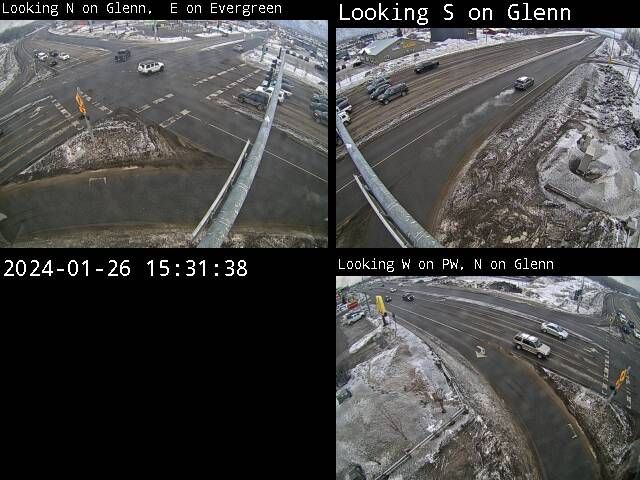 Looking N on Glenn,  E on Evergreen
Looking S on Glenn
2024-01-26 15:31:38
Looking W on PW, N on Glenn